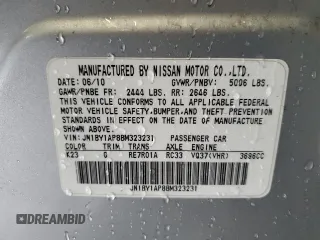 MANUFACTURED BY NISSAN MOTOR CO.,LTD.
DATE: 06/10 GVWR/PNBV: 5006 LBS.
GAWR/PNBE FR: 2444 LBS. RR: 2646 LBS.
THIS VEHICLE CONFORMS TO ALL APPLICABLE FEDERAL
MOTOR VEHICLE SAFETY,BUMPER,AND THEFT PREVENTION
STANDARDS IN EFFECT ON THE DATE OF MANUFACTURE
SHOWN ABOVE.
VIN: JN1BY1AP8BM323231 PASSENGER CAR
COLOR TRIM TRANS AXLE ENGINE
K23 G RE7R01A RC33 VQ37(VHR) 3696CC
JN1BY1AP8BM323231
AUTOBIDMASTER